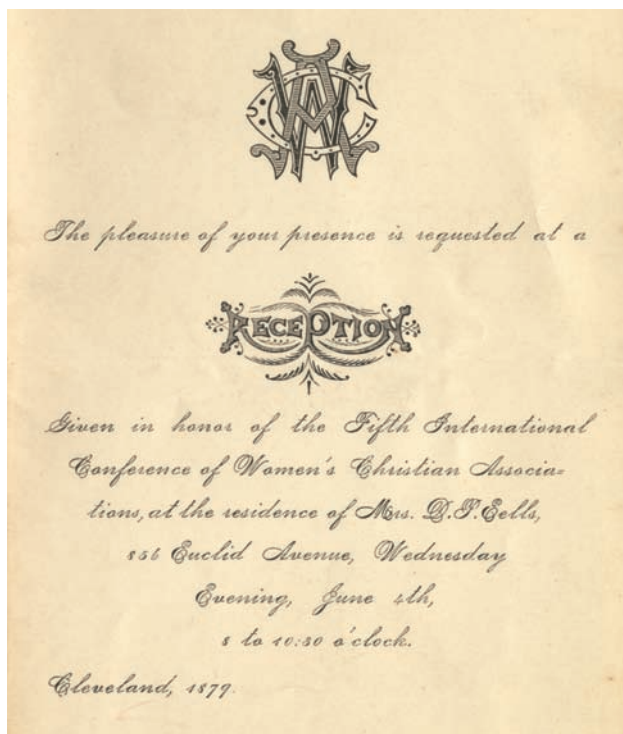 WCA
The pleasure of your presence is requested at a
RECEPTION
Given in honor of the Fifth International
Conference of Women's Christian Associa=
tions, at the residence of Mrs. D. P. Eells,
856 Euclid Avenue, Wednesday
Evening, June 4th,
8 to 10:30 o'clock.
Cleveland, 1879.